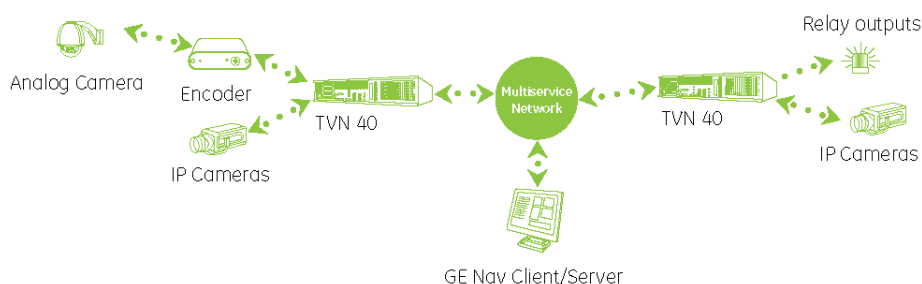 Relay outputs
Analog Camera
Encoder
Multiservice
Network
TVN 40
TVN 40
IP Cameras
IP Cameras
GE Nav Client/Server